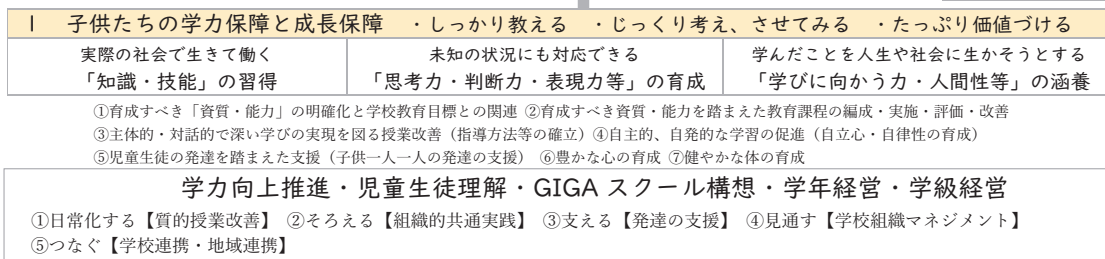 Ⅰ 子供たちの学力保障と成長保障 ・しっかり教える ・じっくり考え、させてみる ・たっぷり価値づける
実際の社会で生きて働く
「知識・技能」の習得
未知の状況にも対応できる
「思考力・判断力・表現力等」の育成
学んだことを人生や社会に生かそうとする
「学びに向かう力・人間性等」の涵養
①育成すべき「資質・能力」の明確化と学校教育目標との関連 ②育成すべき資質・能力を踏まえた教育課程の編成・実施・評価・改善
③主体的・対話的で深い学びの実現を図る授業改善（指導方法等の確立）④自主的、自発的な学習の促進（自立心・自律性の育成）
⑤児童生徒の発達を踏まえた支援（子供一人一人の発達の支援） ⑥豊かな心の育成 ⑦健やかな体の育成
学力向上推進・児童生徒理解・GIGA スクール構想・学年経営・学級経営
①日常化する【質的授業改善】 ②そろえる【組織的共通実践】 ③支える【発達の支援】 ④見通す【学校組織マネジメント】
⑤つなぐ【学校連携・地域連携】